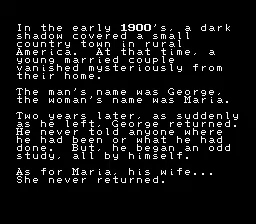 In the early 1900's, a dark
shadow covered a small
country town in rural
America. At that time, a
young married couple
vanished mysteriously from
their home.
The man's name was George,
the woman's name was Maria.
Two years later, as suddenly
as he left, George returned.
He never told anyone where
he had been or what he had
done. But, he began an odd
study, all by himself.
As for Maria, his wife...
She never returned.